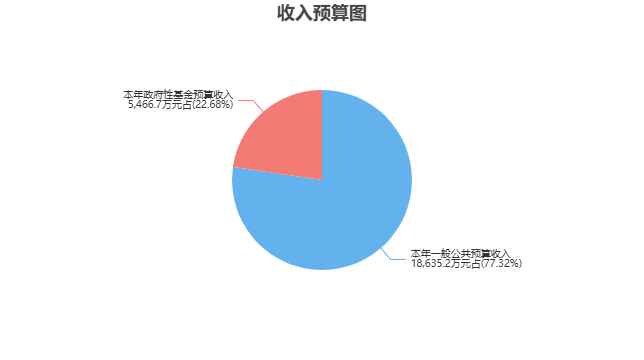 收入预算图
本年政府性基金预算收入
5,466.7万元占(22.68%)
本年一般公共预算收入
18,635.2万元占(77.32%)